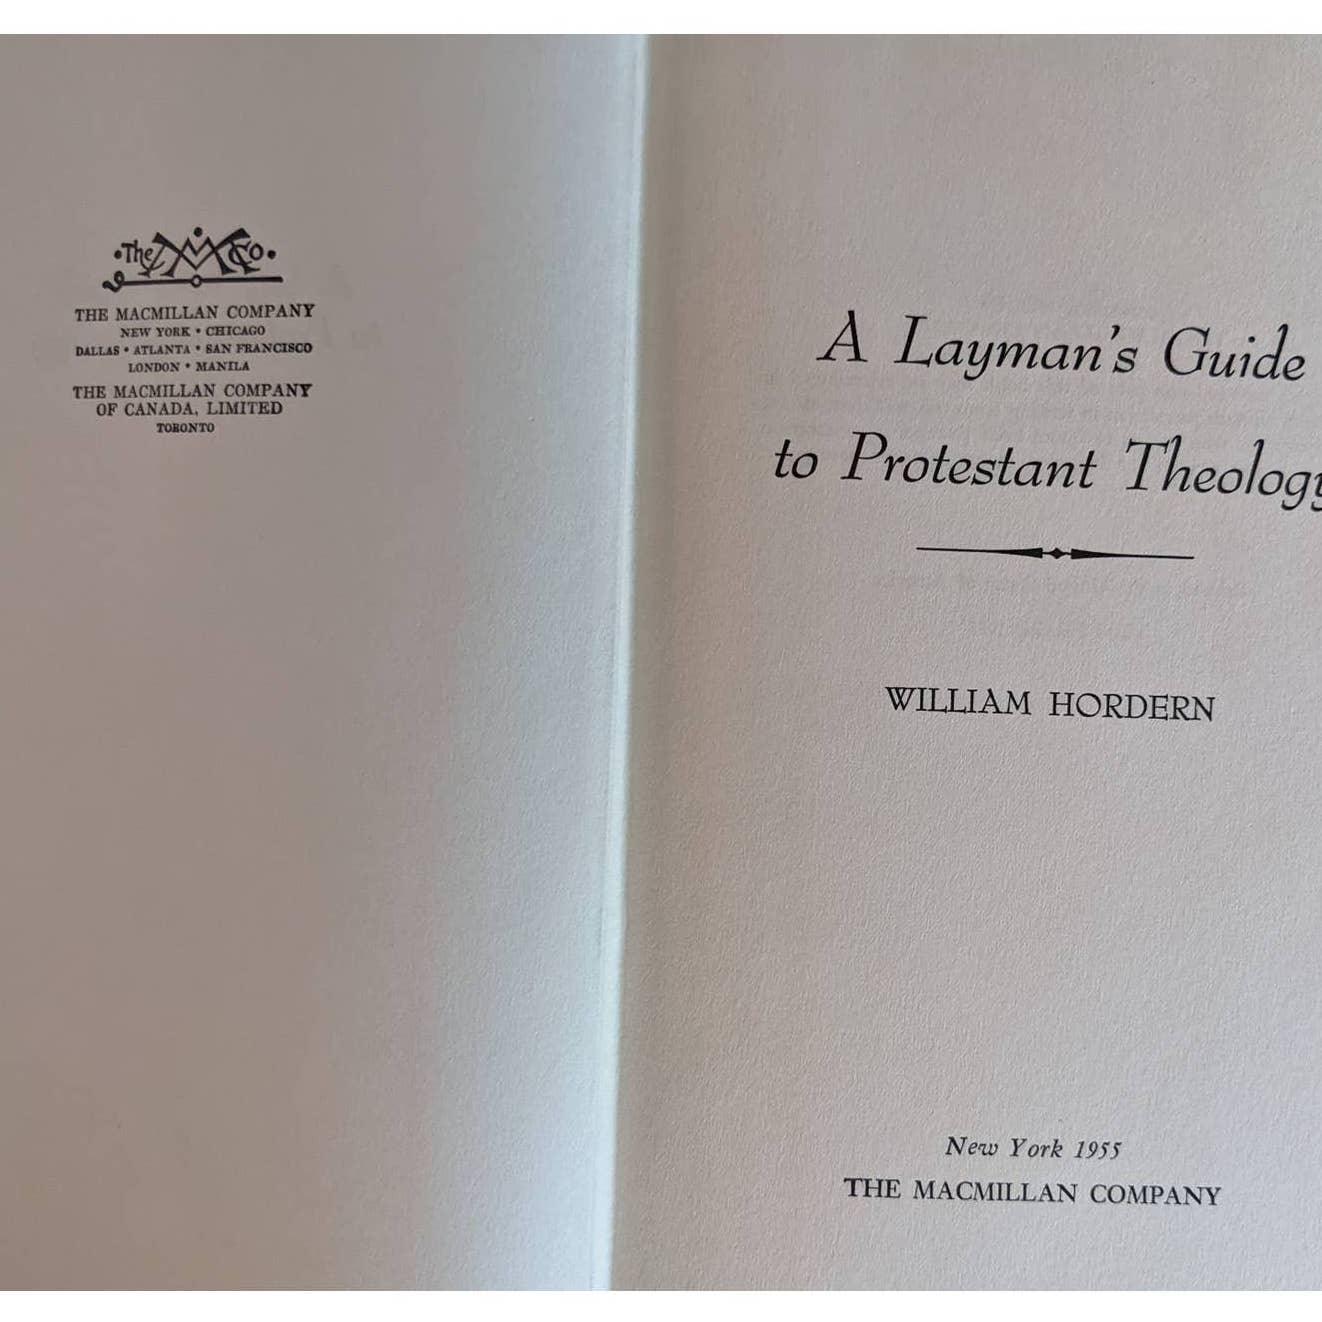 The M Co
THE MACMILLAN COMPANY
NEW YORK • CHICAGO
DALLAS • ATLANTA • SAN FRANCISCO
LONDON • MANILA
THE MACMILLAN COMPANY
OF CANADA, LIMITED
TORONTO
A Layman's Guide
to Protestant Theology
WILLIAM HORDERN
New York 1955
THE MACMILLAN COMPANY